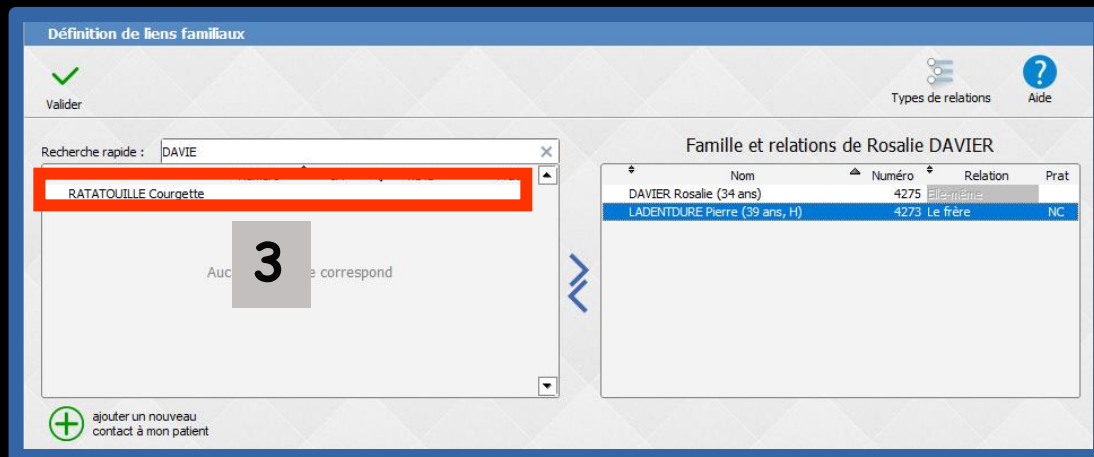 Définition de liens familiaux
Valider
Types de relations
Aide
Recherche rapide : DAVIE
Famille et relations de Rosalie DAVIER
Nom Numéro Relation Prat
RATATOUILLE Courgette
DAVIER Rosalie (34 ans) 4275 Elle-même
LADENTDURE Pierre (39 ans, H) 4273 Le frère NC
3
correspond
ajouter un nouveau
contact à mon patient